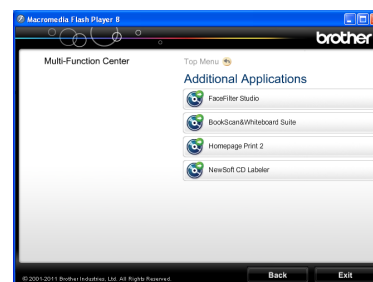 Macromedia Flash Player 8
brother
Multi-Function Center
Top Menu
Additional Applications
FaceFilter Studio
BookScan&Whiteboard Suite
Homepage Print 2
NewSoft CD Labeler
© 2001-2011 Brother Industries, Ltd. All Rights Reserved.
Back
Exit